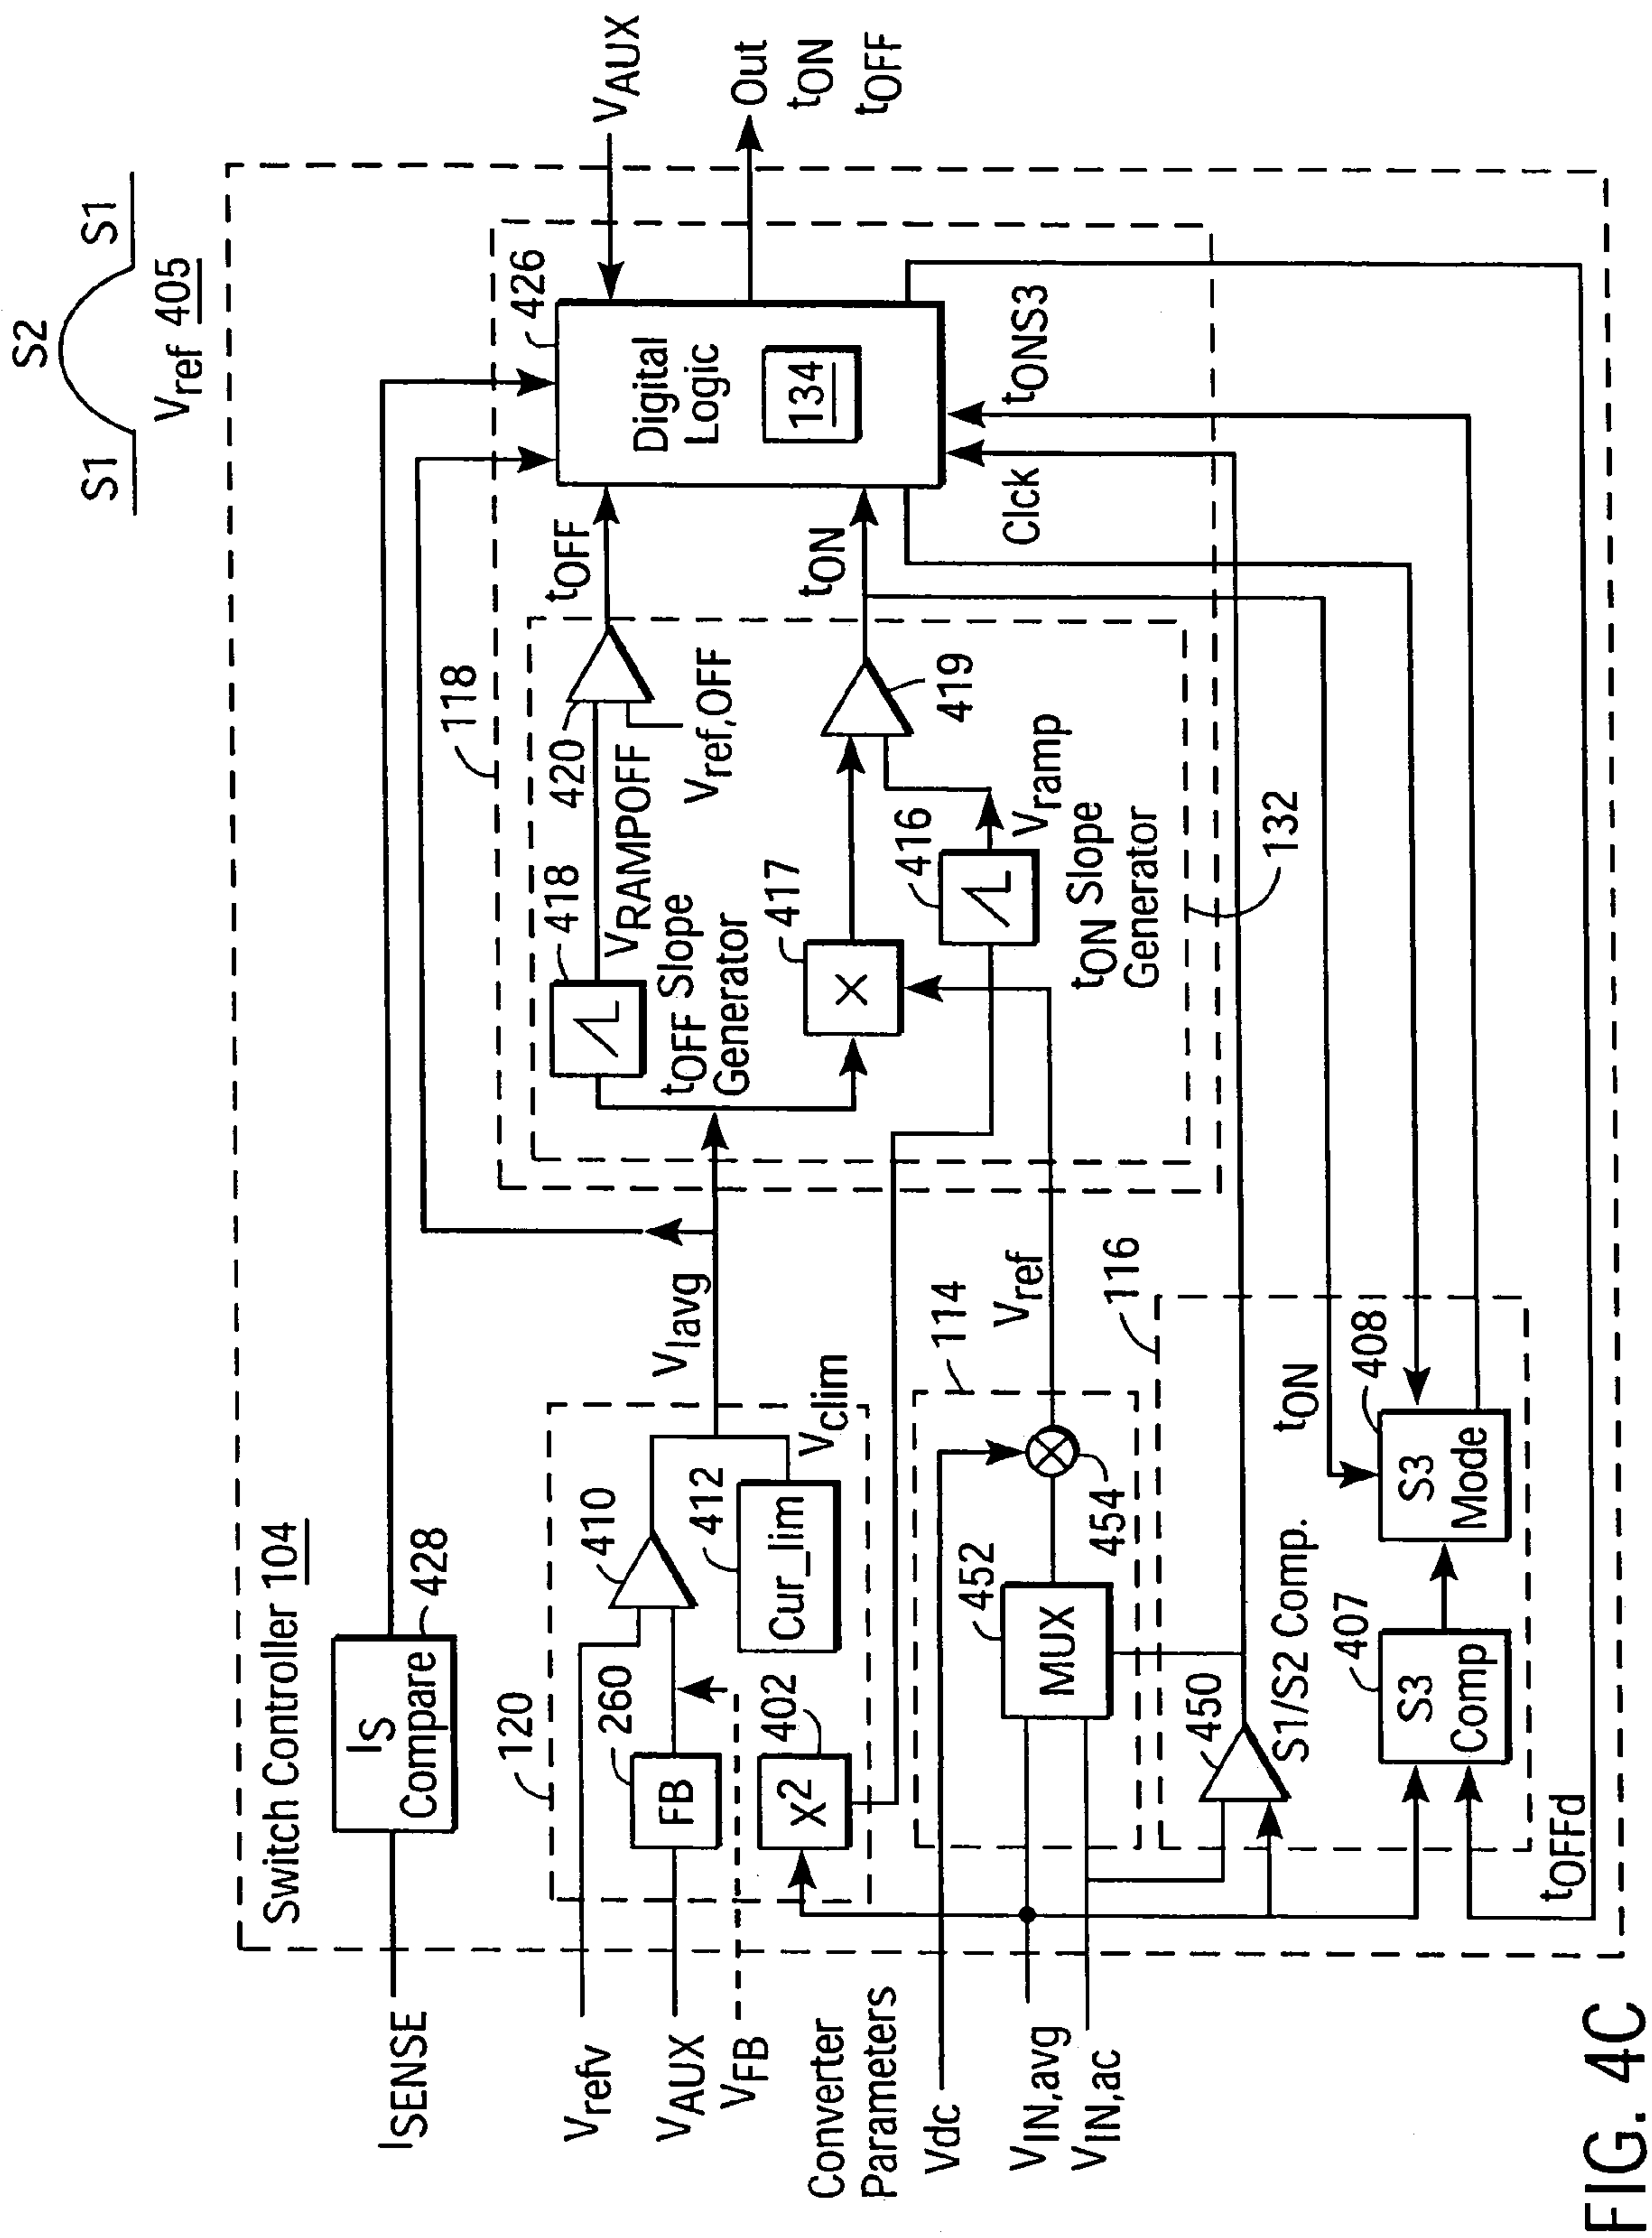 S2
S1
S1
Vref 405
Switch Controller 104
ISENSE
IS
Compare
428
118
426
VAUX
Out
tON
tOFF
Digital
Logic
134
tOFF
tON
Clck
tONS3
120
Vrefv
VAUX
VFB
260
FB
410
412
Cur_lim
Vclim
VIavg
402
X²
418
VRAMPOFF
tOFF Slope
Generator
420
Vref,OFF
417
X
419
416
Vramp
tON Slope
Generator
132
Converter
Parameters
Vdc
VIN,avg
VIN,ac
114
452
MUX
454
Vref
116
450
S1/S2 Comp.
tON
407
S3
Comp
408
S3
Mode
tOFFd
FIG. 4C